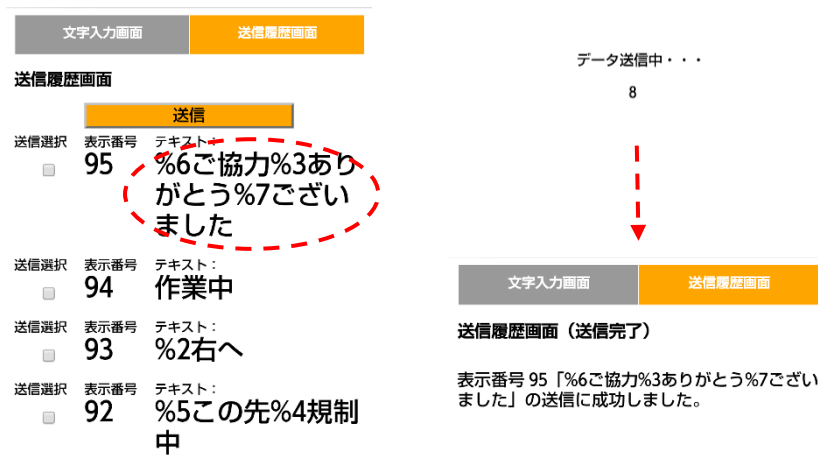 文字入力画面
送信履歴画面
送信履歴画面
送信
送信選択 表示番号 テキスト:
95 %6ご協力%3あり
がとう%7ござい
ました
送信選択 表示番号 テキスト:
94 作業中
送信選択 表示番号 テキスト:
93 %2右へ
送信選択 表示番号 テキスト:
92 %5この先%4規制
中
データ送信中・・・
8
文字入力画面
送信履歴画面
送信履歴画面（送信完了）
表示番号 95「%6ご協力%3ありがとう%7ござい
ました」の送信に成功しました。